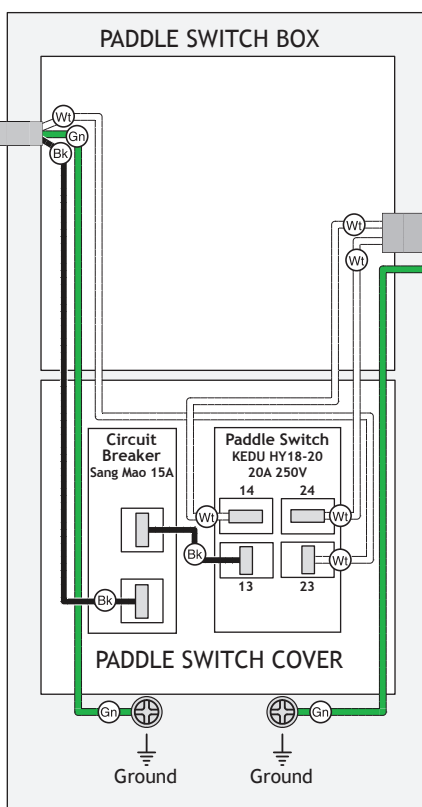 PADDLE SWITCH BOX
Wt
Gn
Bk
Wt
Wt
Circuit
Breaker
Sang Mao 15A
Paddle Switch
KEDU HY18-20
20A 250V
14
24
Wt
Wt
Bk
Wt
13
23
Bk
PADDLE SWITCH COVER
Gn
Gn
Ground
Ground